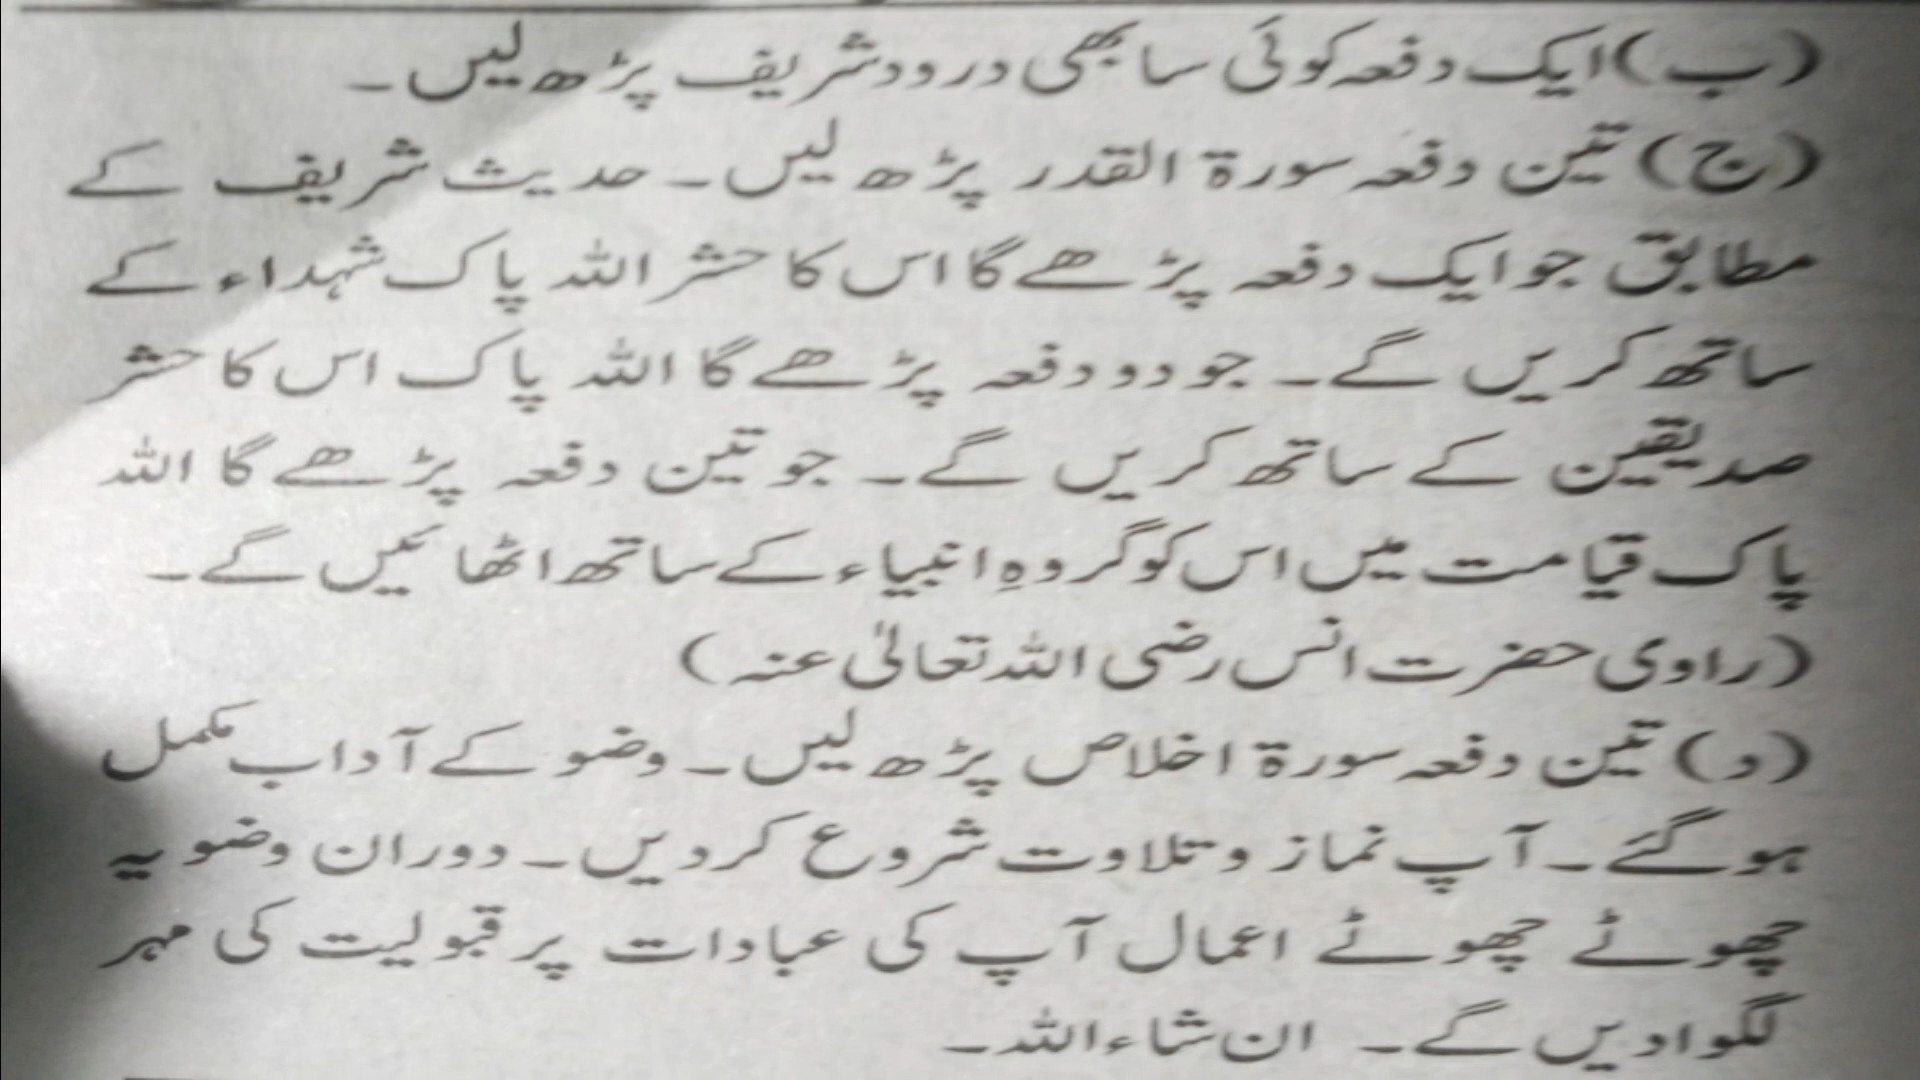 (ب) ایک دفعہ کوئی سا بھی درود شریف پڑھ لیں۔
(ج) تین دفعہ سورۃ القدر پڑھ لیں۔ حدیث شریف کے
مطابق جو ایک دفعہ پڑھے گا اس کا حشر اللہ پاک شہداء کے
ساتھ کریں گے۔ جو دو دفعہ پڑھے گا اللہ پاک اس کا حشر
صدیقین کے ساتھ کریں گے۔ جو تین دفعہ پڑھے گا اللہ
پاک قیامت میں اس کو گروہِ انبیاء کے ساتھ اٹھائیں گے۔
(راوی حضرت انس رضی اللہ تعالیٰ عنہ)
(د) تین دفعہ سورۃ اخلاص پڑھ لیں۔ وضو کے آداب مکمل
ہو گئے۔ آپ نماز و تلاوت شروع کر دیں۔ دوران وضو یہ
چھوٹے چھوٹے اعمال آپ کی عبادات پر قبولیت کی مہر
لگوا دیں گے۔ ان شاء اللہ۔